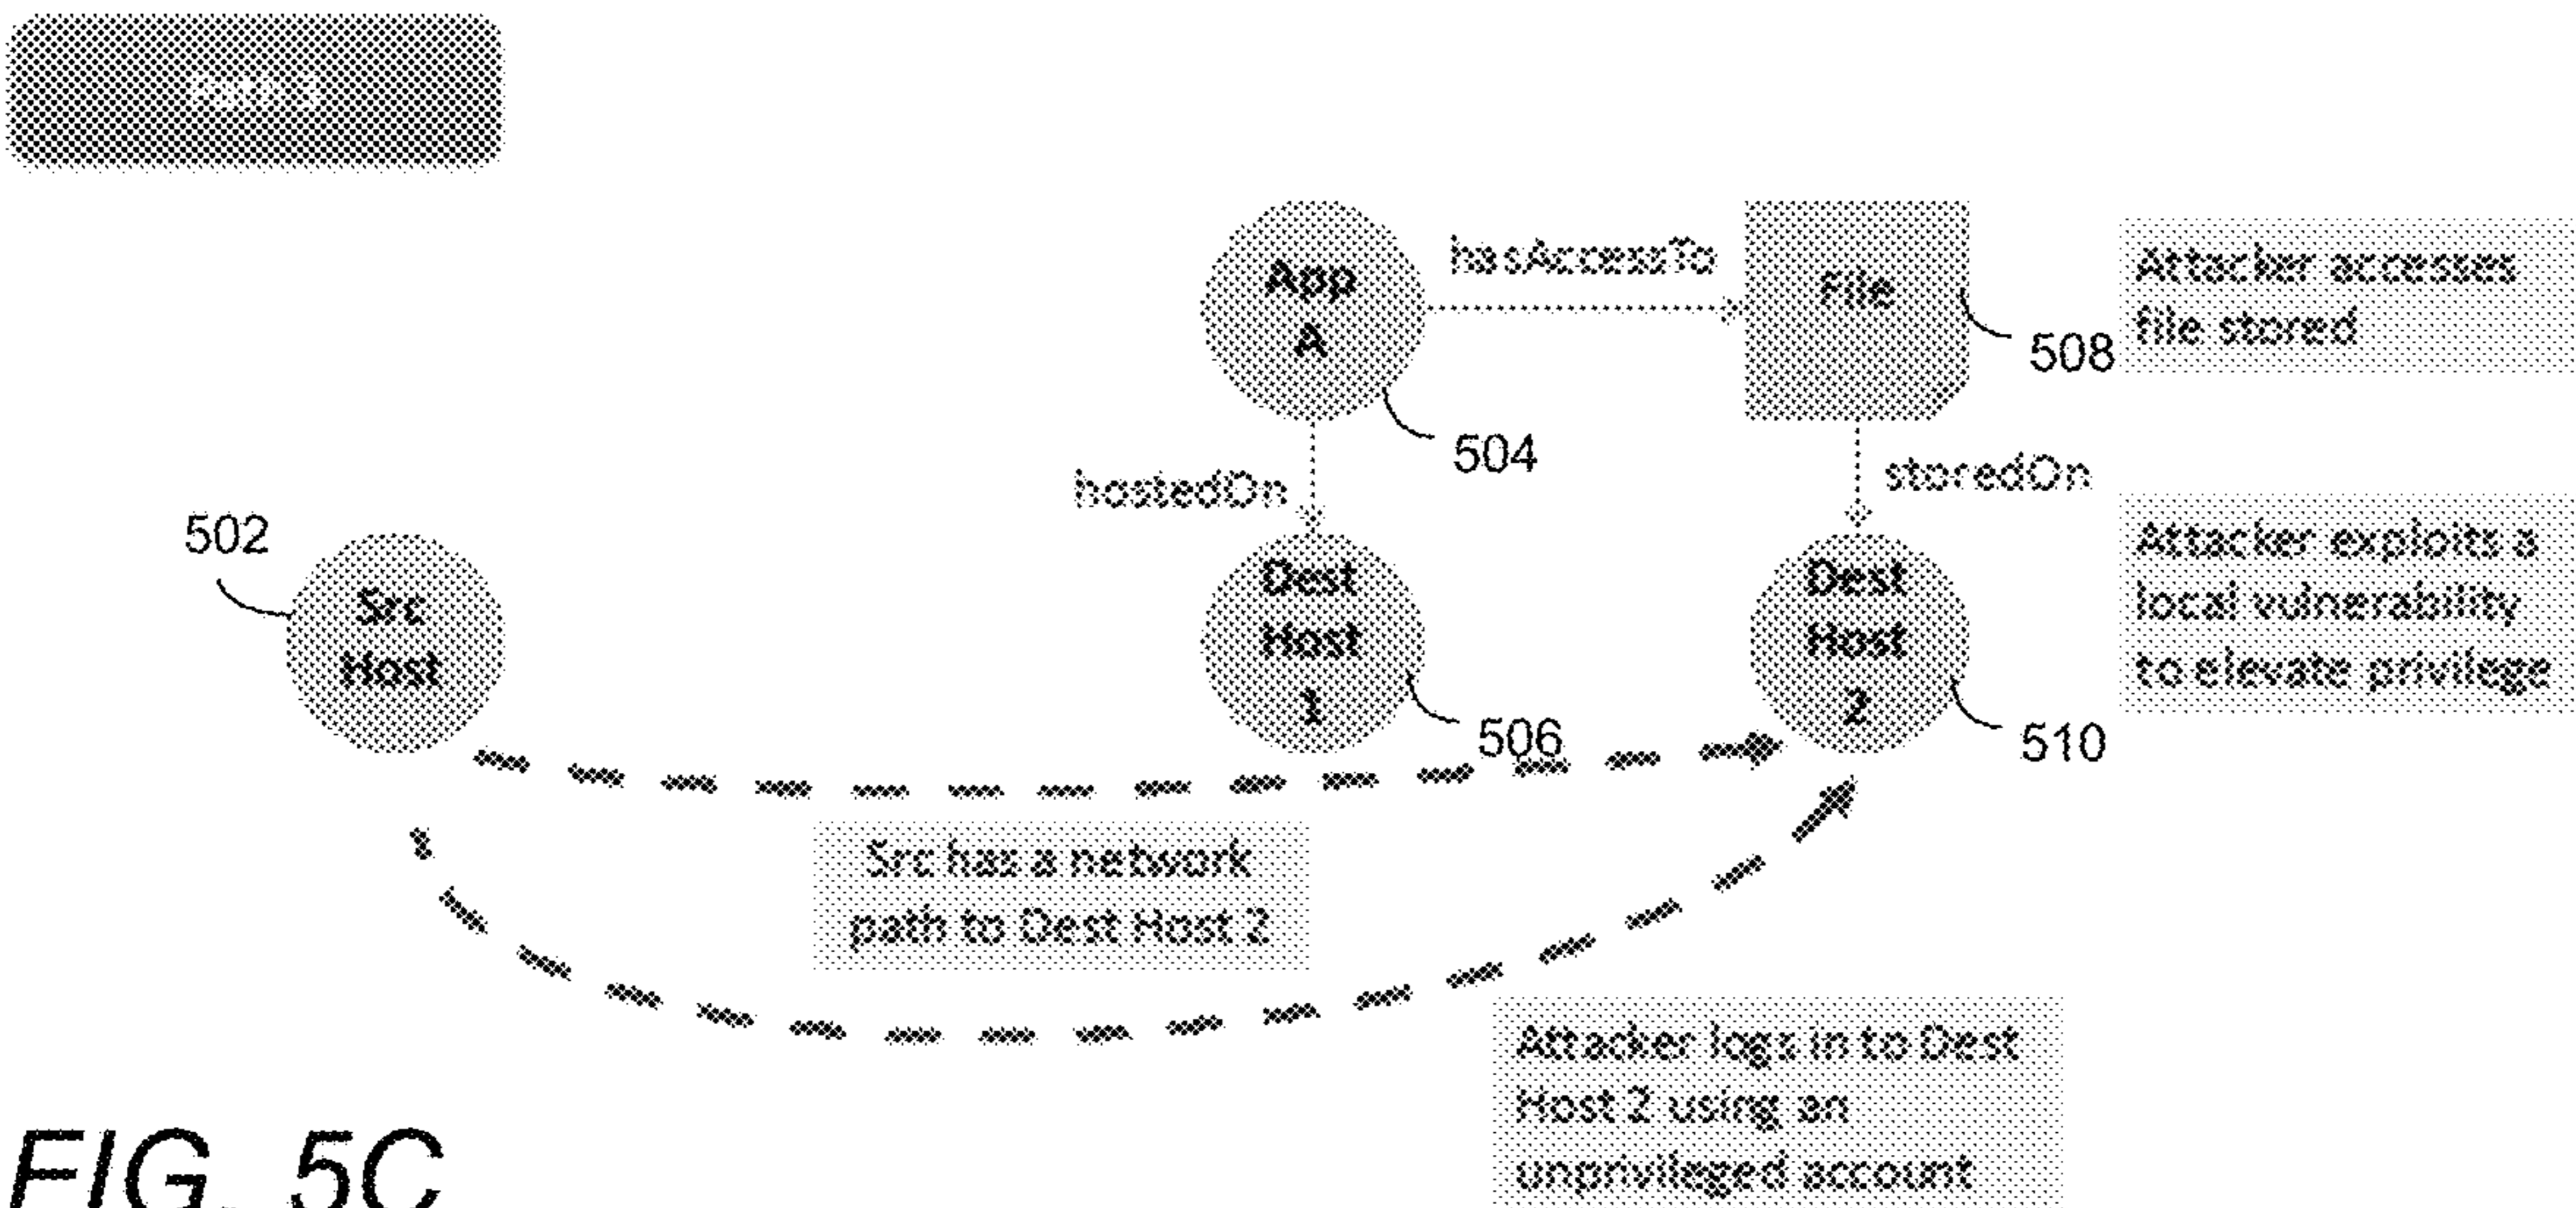 App
A
hasAccessTo
File
508
Attacker accesses
file stored
504
hostedOn
storedOn
502
Src
Host
Dest
Host
1
506
Dest
Host
2
510
Attacker exploits a
local vulnerability
to elevate privilege
Src has a network
path to Dest Host 2
Attacker logs in to Dest
Host 2 using an
unprivileged account
FIG. 5C